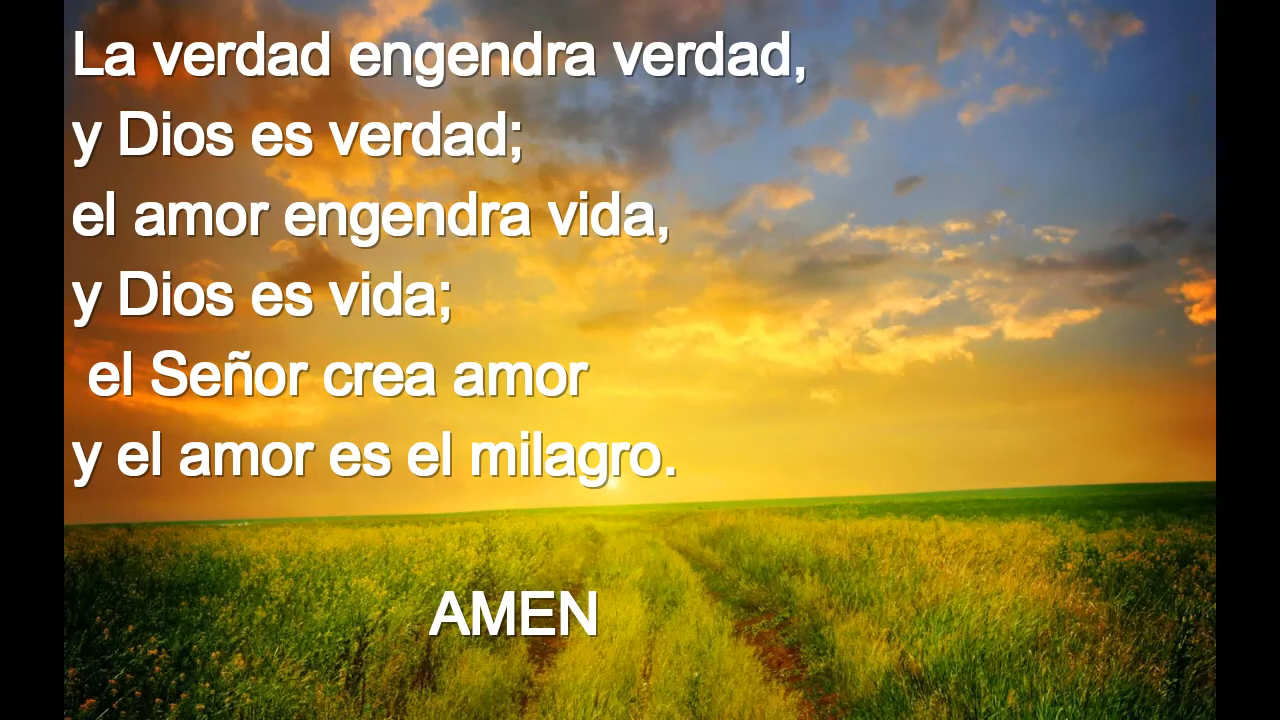 La verdad engendra verdad,
y Dios es verdad;
el amor engendra vida,
y Dios es vida;
el Señor crea amor
y el amor es el milagro.
AMEN